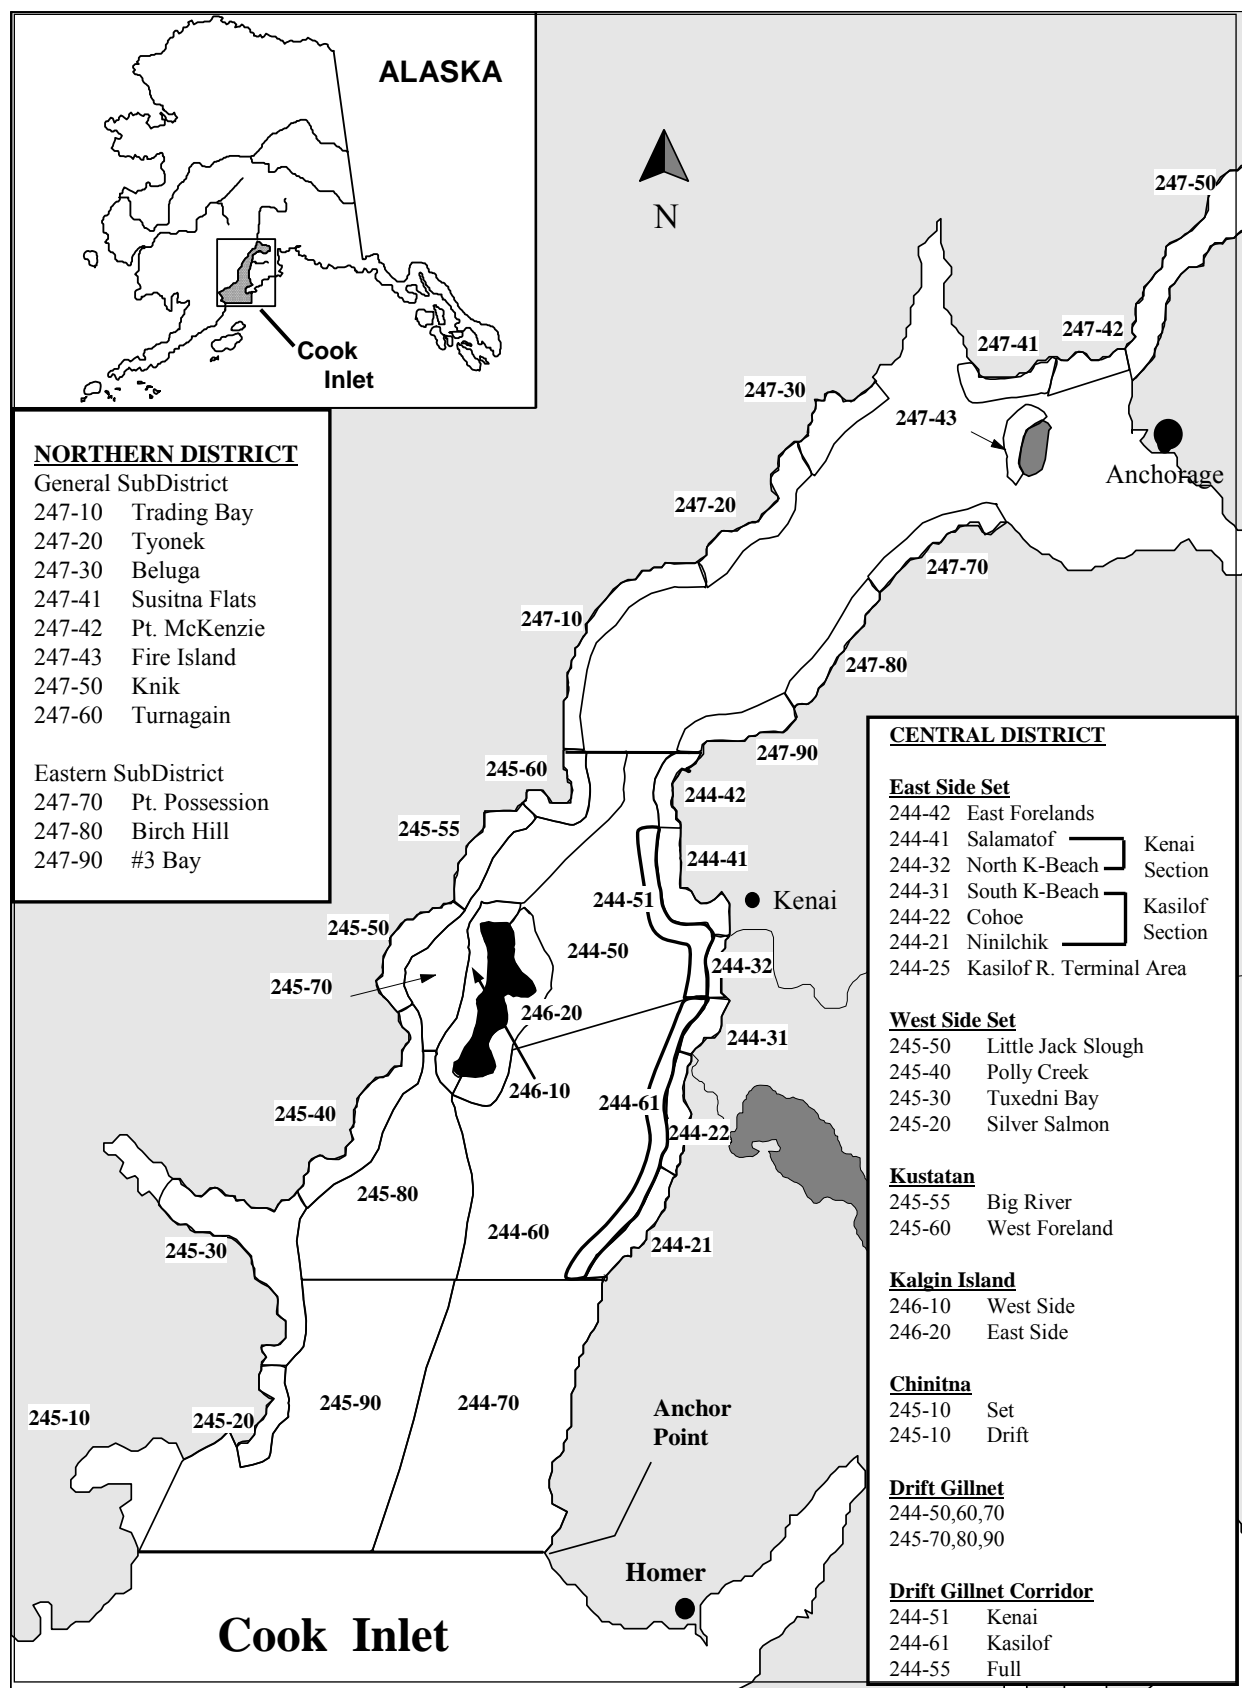 ALASKA
Cook
Inlet
N
247-50
247-42
247-41
247-30
247-43
Anchorage
247-20
247-70
247-10
247-80
247-90
245-60
244-42
245-55
244-41
Kenai
244-51
245-50
244-50
244-32
245-70
246-20
244-31
246-10
244-61
245-40
244-22
245-80
244-60
244-21
245-30
245-90
244-70
Anchor
Point
245-10
245-20
Homer
Cook Inlet
NORTHERN DISTRICT
General SubDistrict
247-10 Trading Bay
247-20 Tyonek
247-30 Beluga
247-41 Susitna Flats
247-42 Pt. McKenzie
247-43 Fire Island
247-50 Knik
247-60 Turnagain
Eastern SubDistrict
247-70 Pt. Possession
247-80 Birch Hill
247-90 #3 Bay
CENTRAL DISTRICT
East Side Set
244-42 East Forelands
244-41 Salamatof
244-32 North K-Beach
Kenai
Section
244-31 South K-Beach
244-22 Cohoe
244-21 Ninilchik
Kasilof
Section
244-25 Kasilof R. Terminal Area
West Side Set
245-50 Little Jack Slough
245-40 Polly Creek
245-30 Tuxedni Bay
245-20 Silver Salmon
Kustatan
245-55 Big River
245-60 West Foreland
Kalgin Island
246-10 West Side
246-20 East Side
Chinitna
245-10 Set
245-10 Drift
Drift Gillnet
244-50,60,70
245-70,80,90
Drift Gillnet Corridor
244-51 Kenai
244-61 Kasilof
244-55 Full